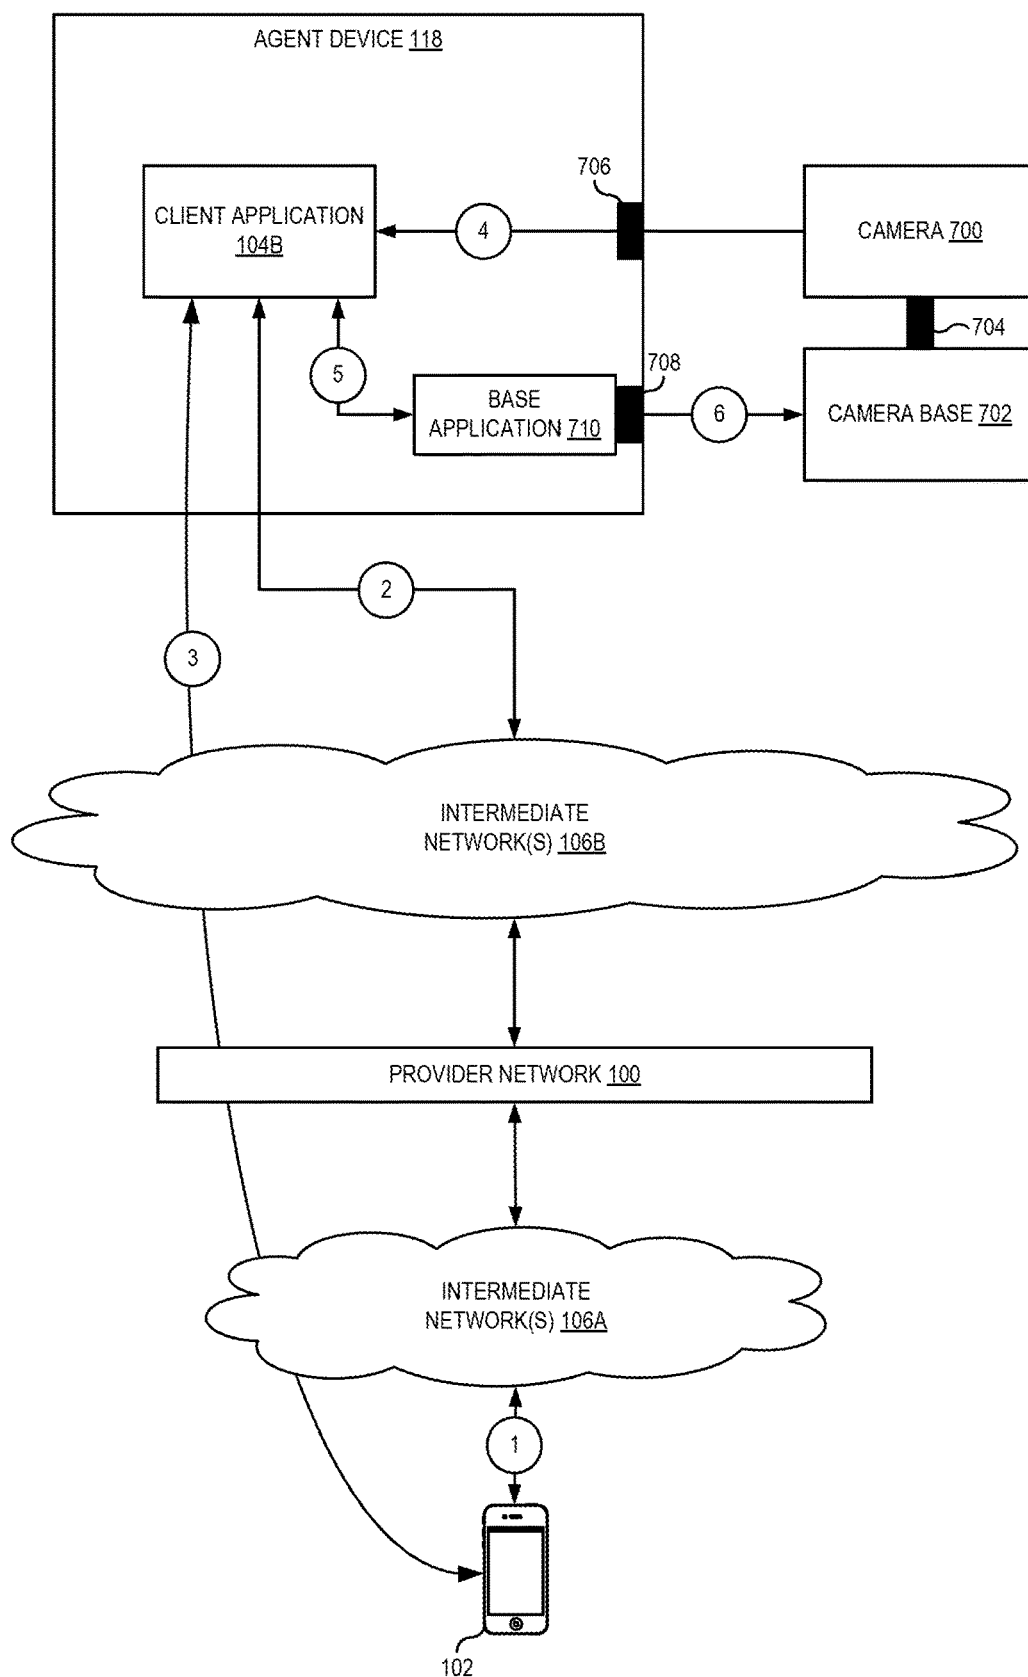 AGENT DEVICE 118
706
CLIENT APPLICATION
104B
4
CAMERA 700
704
5
708
BASE
APPLICATION 710
6
CAMERA BASE 702
2
3
INTERMEDIATE
NETWORK(S) 106B
PROVIDER NETWORK 100
INTERMEDIATE
NETWORK(S) 106A
1
102